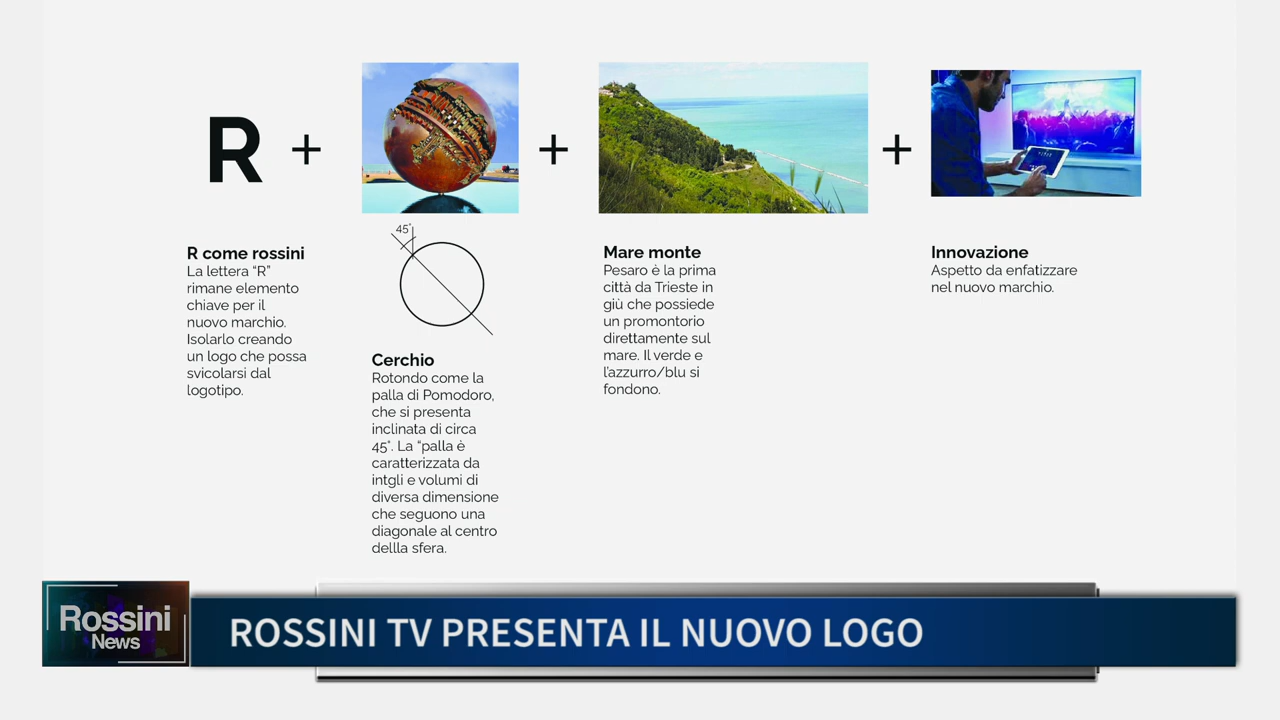 R + + +
45°
R come rossini
La lettera “R”
rimane elemento
chiave per il
nuovo marchio.
Isolarlo creando
un logo che possa
svicolarsi dal
logotipo.
Cerchio
Rotondo come la
palla di Pomodoro,
che si presenta
inclinata di circa
45°. La “palla è
caratterizzata da
intgli e volumi di
diversa dimensione
che seguono una
diagonale al centro
dellla sfera.
Mare monte
Pesaro è la prima
città da Trieste in
giù che possiede
un promontorio
direttamente sul
mare. Il verde e
l'azzurro/blu si
fondono.
Innovazione
Aspetto da enfatizzare
nel nuovo marchio.
Rossini
News
ROSSINI TV PRESENTA IL NUOVO LOGO